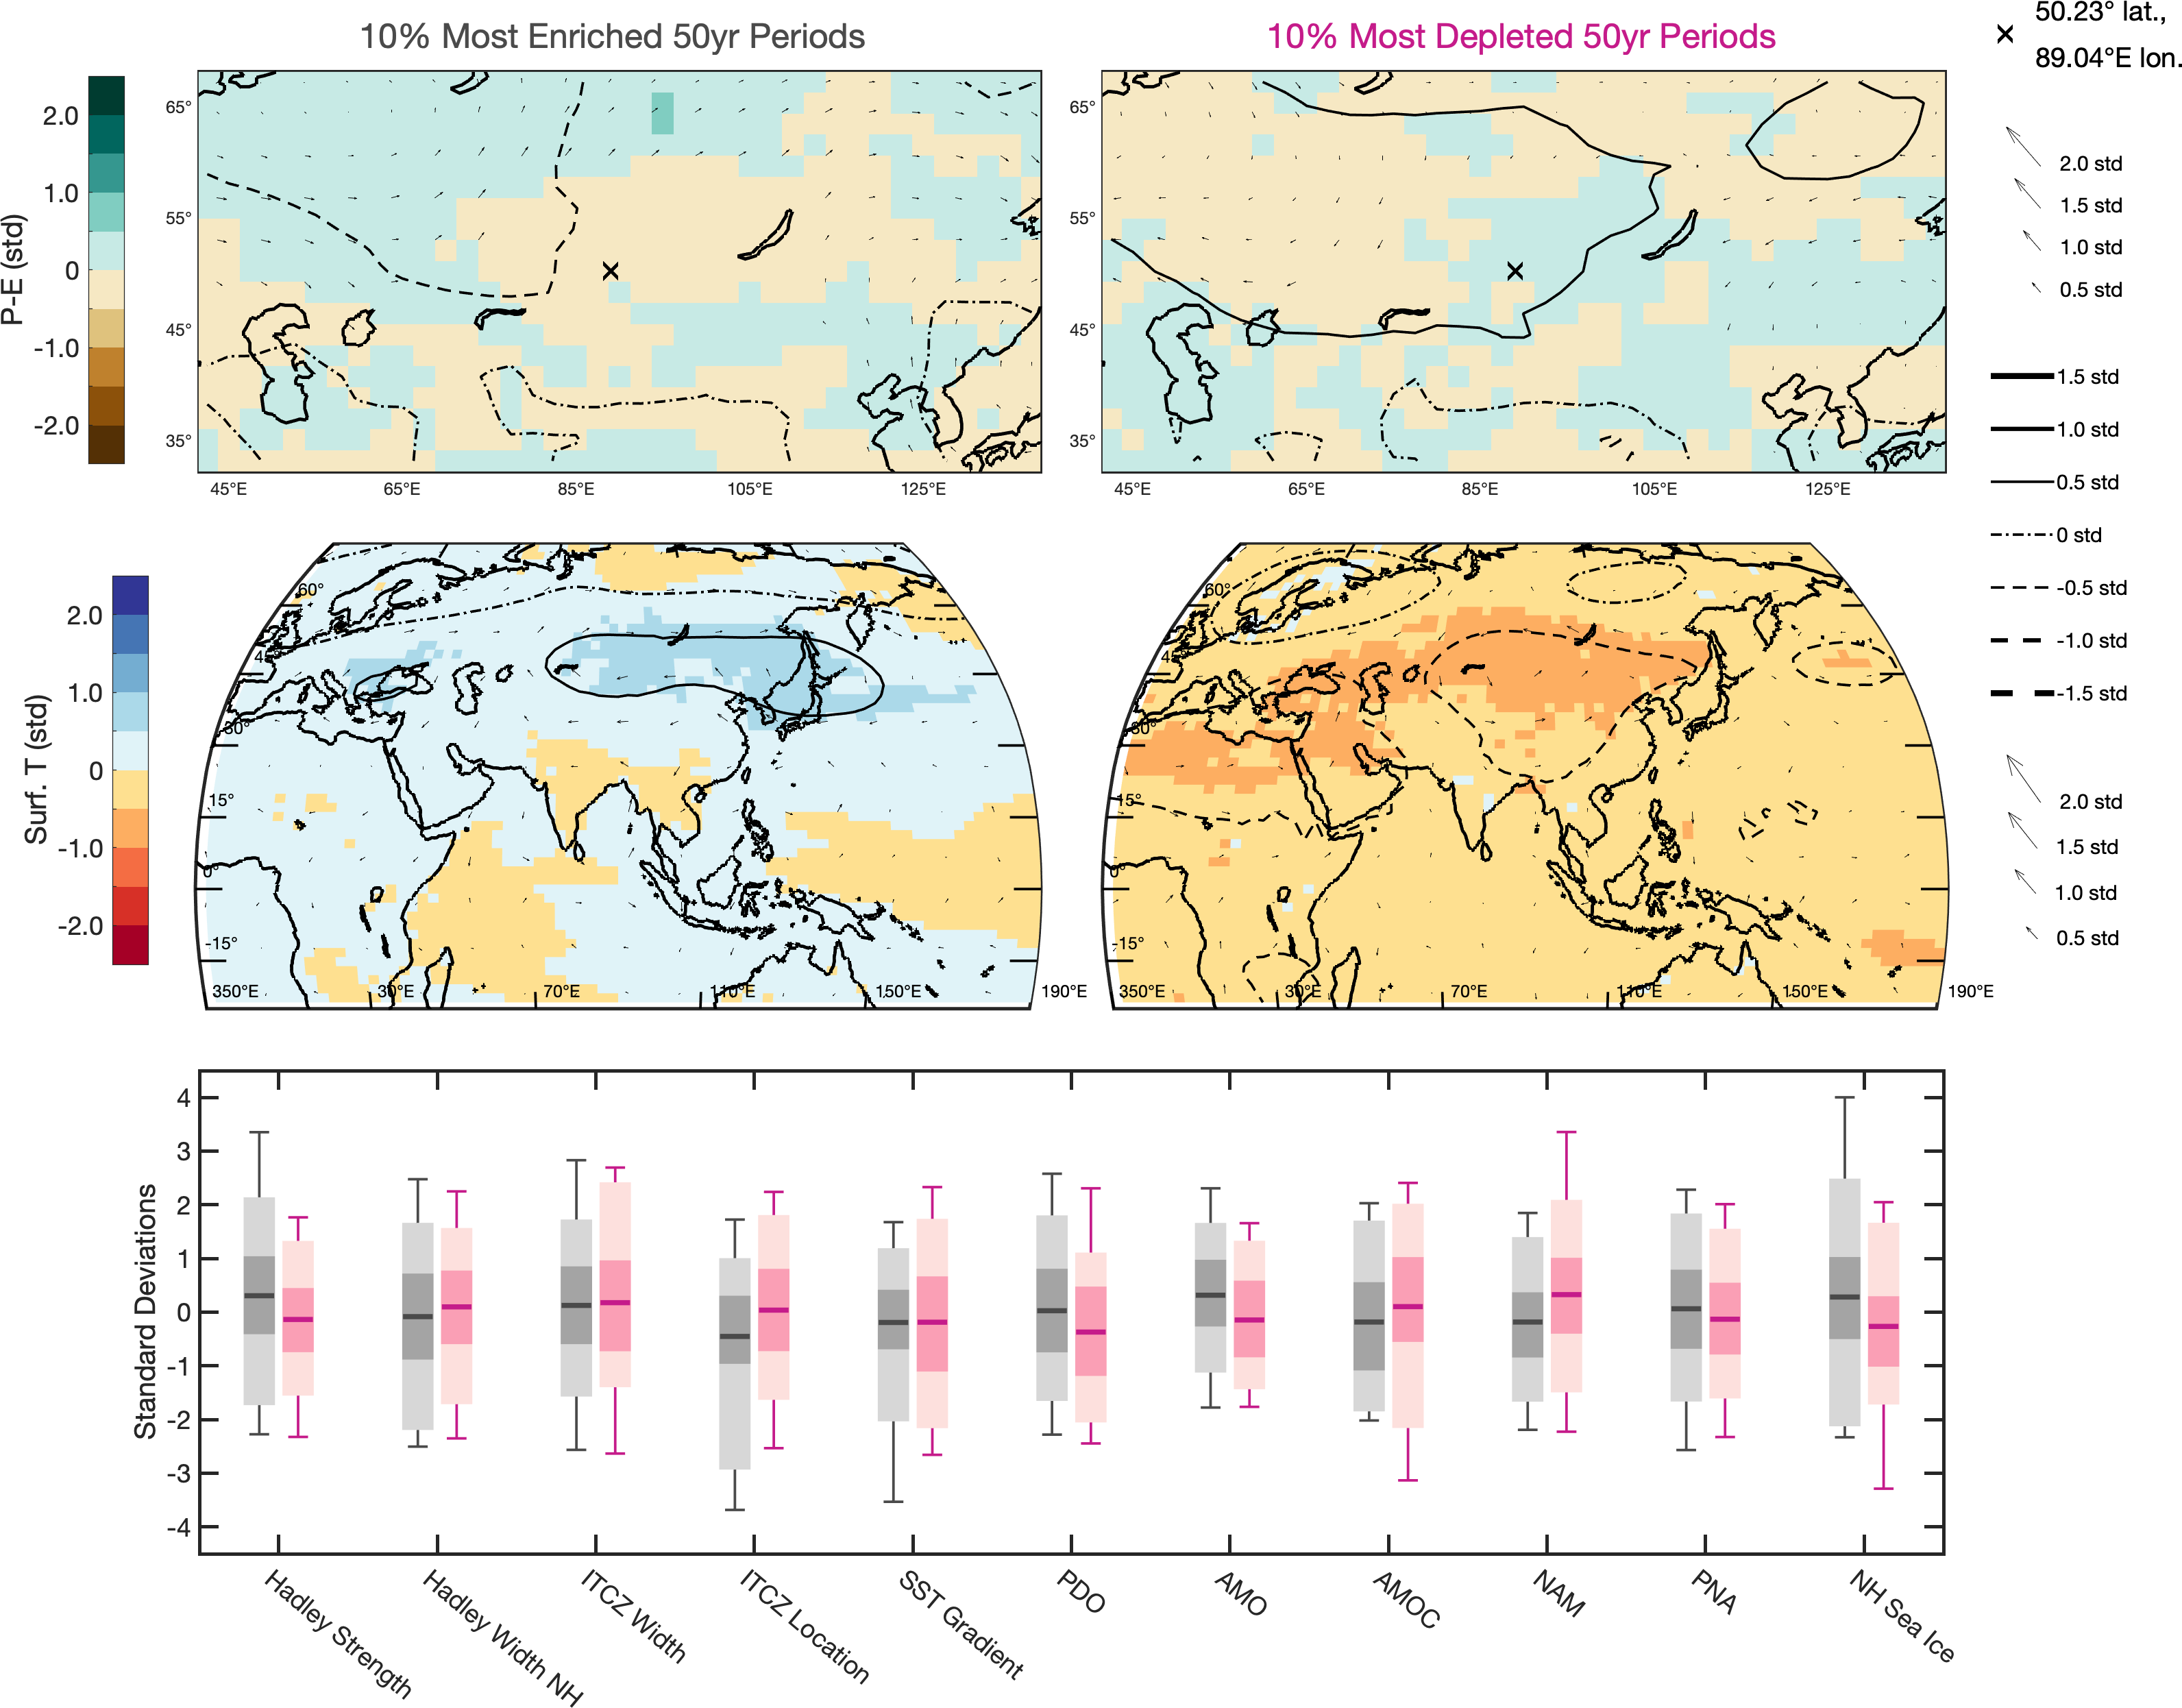 10% Most Enriched 50yr Periods
10% Most Depleted 50yr Periods
50.23° lat.,
89.04°E lon.
P-E (std)
2.0
1.0
0
-1.0
-2.0
65°
55°
45°
35°
45°E
65°E
85°E
105°E
125°E
65°
55°
45°
35°
45°E
65°E
85°E
105°E
125°E
2.0 std
1.5 std
1.0 std
0.5 std
1.5 std
1.0 std
0.5 std
0 std
-0.5 std
-1.0 std
-1.5 std
Surf. T (std)
2.0
1.0
0
-1.0
-2.0
60°
45°
30°
15°
0°
-15°
350°E
30°E
70°E
110°E
150°E
190°E
60°
45°
30°
15°
0°
-15°
350°E
30°E
70°E
110°E
150°E
190°E
2.0 std
1.5 std
1.0 std
0.5 std
Standard Deviations
4
3
2
1
0
-1
-2
-3
-4
Hadley Strength
Hadley Width NH
ITCZ Width
ITCZ Location
SST Gradient
PDO
AMO
AMOC
NAM
PNA
NH Sea Ice